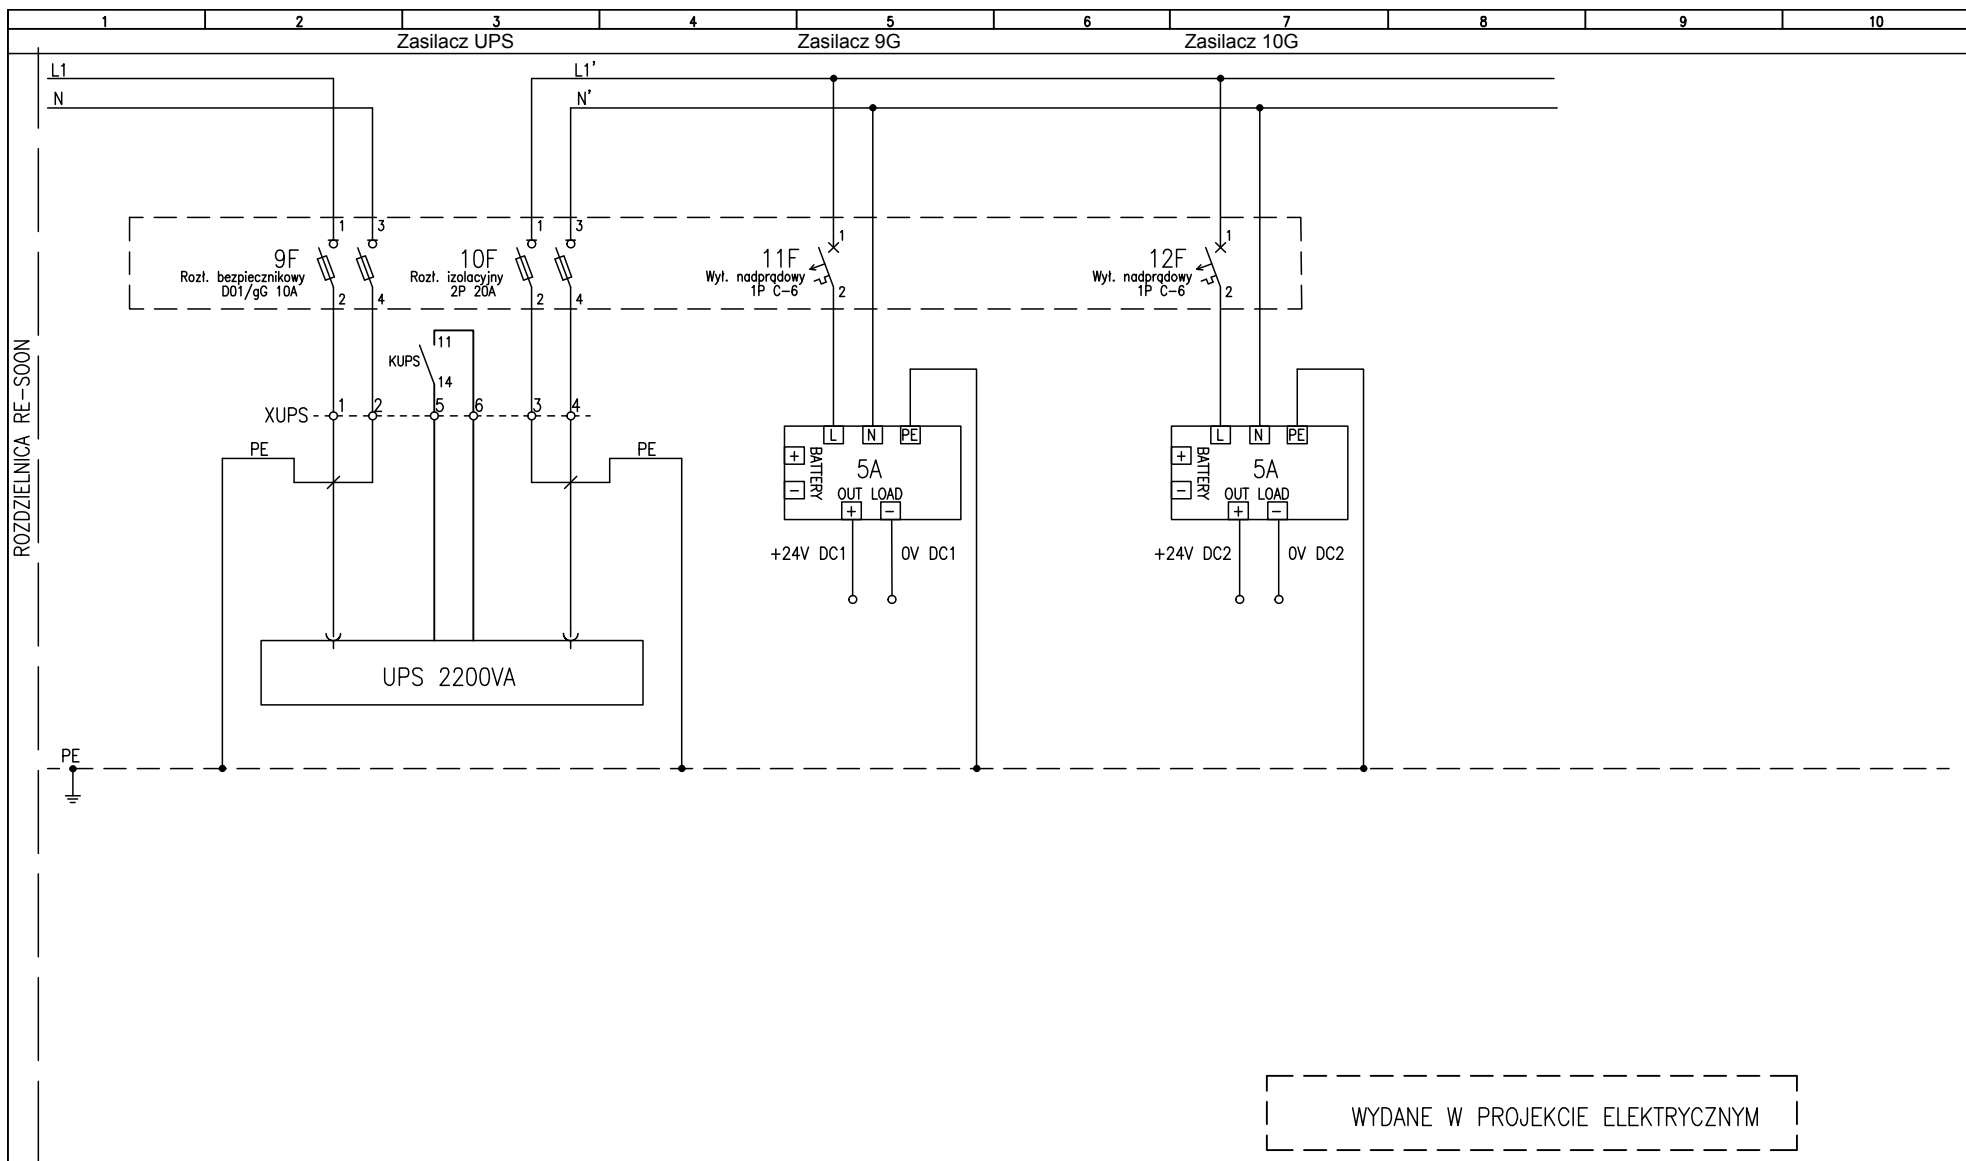 1 2 3 4 5 6 7 8 9 10
Zasilacz UPS Zasilacz 9G Zasilacz 10G
L1 L1'
N N'
1 3 1 3 1 1
9F 10F 11F 12F
Rozł. bezpiecznikowy Rozł. izolacyjny Wył. nadprądowy Wył. nadprądowy
D01/gG 10A 2P 20A 1P C-6 1P C-6
2 4 2 4 2 2
11
KUPS
14
XUPS 1 2 5 6 3 4
PE PE
L N PE L N PE
+ BATTERY 5A + BATTERY 5A
- OUT LOAD - OUT LOAD
+ - + -
+24V DC1 0V DC1 +24V DC2 0V DC2
UPS 2200VA
PE
ROZDZIELNICA RE-SOON
WYDANE W PROJEKCIE ELEKTRYCZNYM